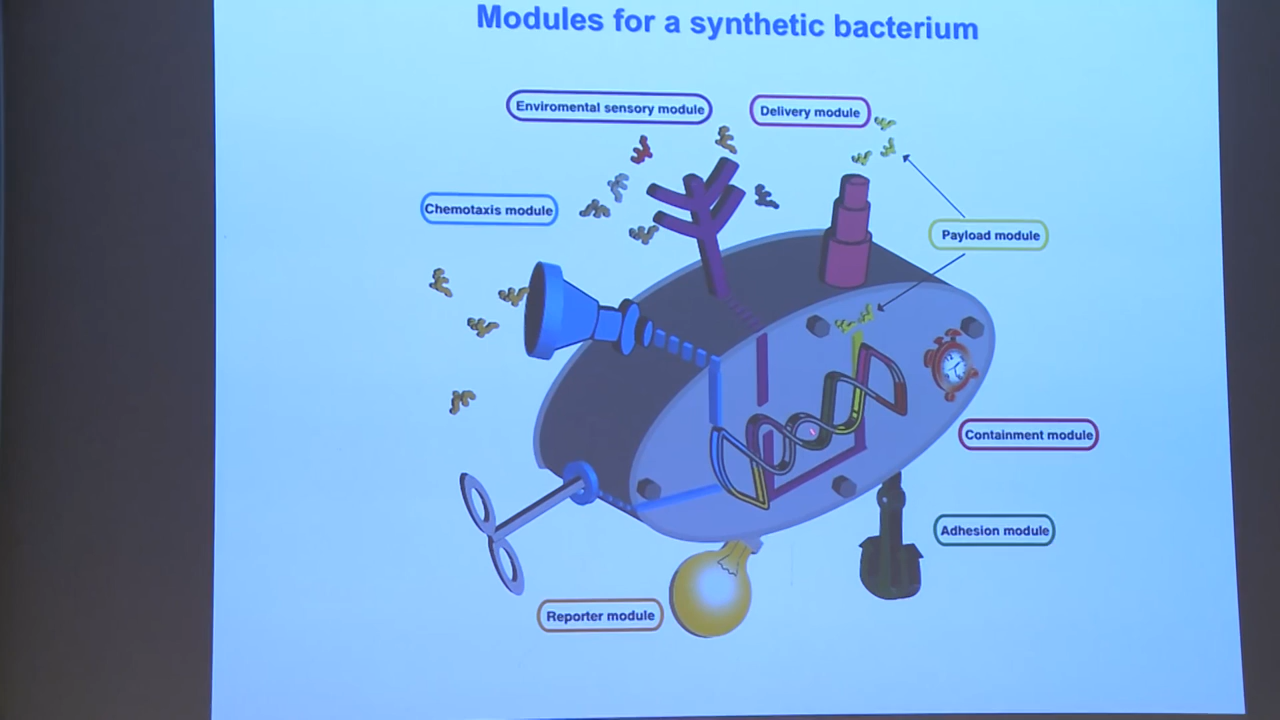 Modules for a synthetic bacterium
Enviromental sensory module
Delivery module
Chemotaxis module
Payload module
Containment module
Adhesion module
Reporter module